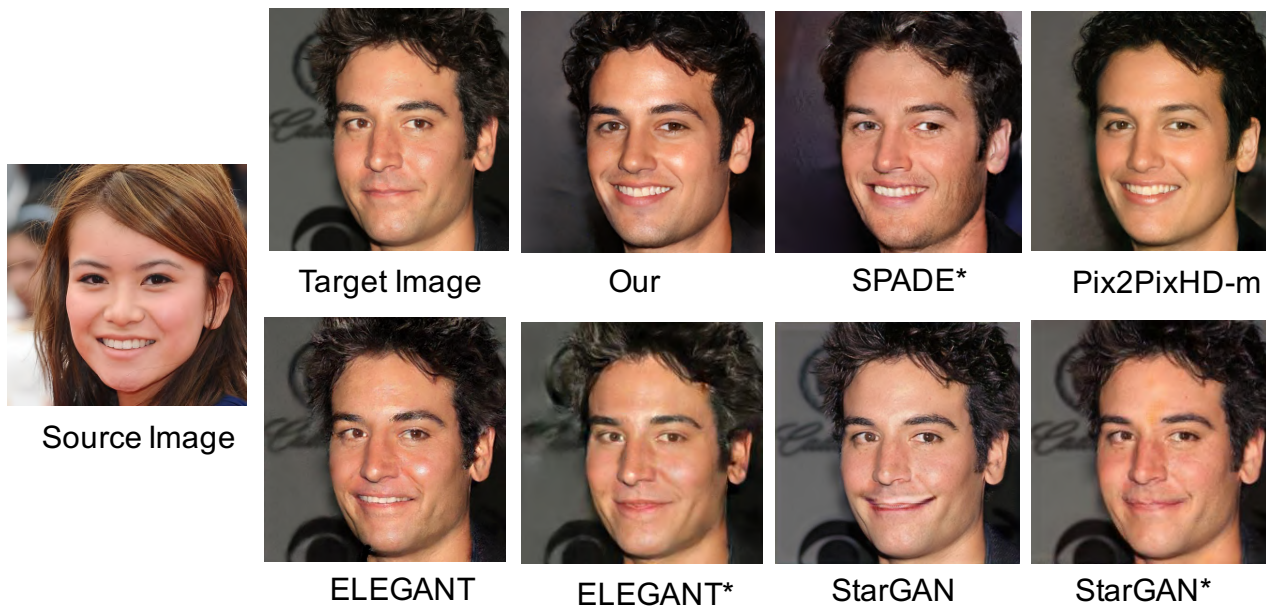 Target Image
Our
SPADE*
Pix2PixHD-m
Source Image
ELEGANT
ELEGANT*
StarGAN
StarGAN*